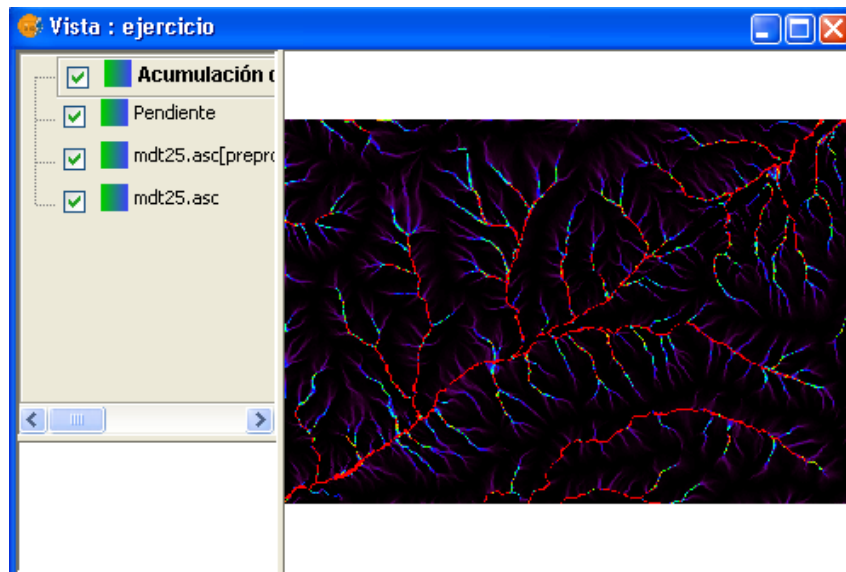 Vista : ejercicio
Acumulación
Pendiente
mdt25.asc[prepro
mdt25.asc